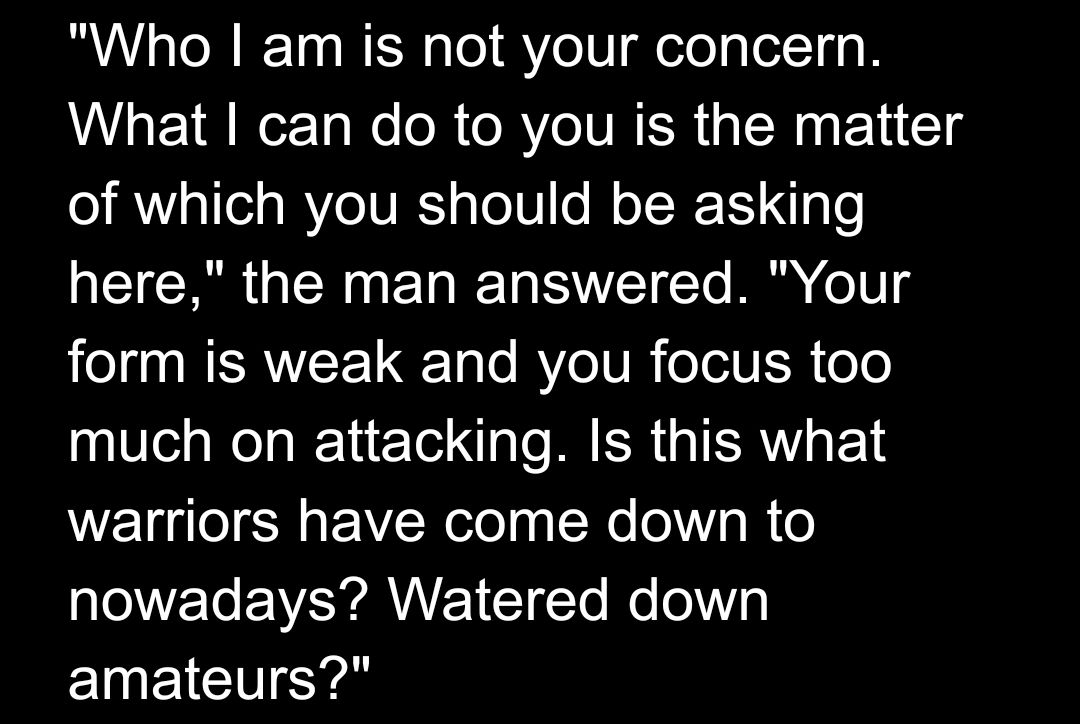 "Who I am is not your concern.
What I can do to you is the matter
of which you should be asking
here," the man answered. "Your
form is weak and you focus too
much on attacking. Is this what
warriors have come down to
nowadays? Watered down
amateurs?"